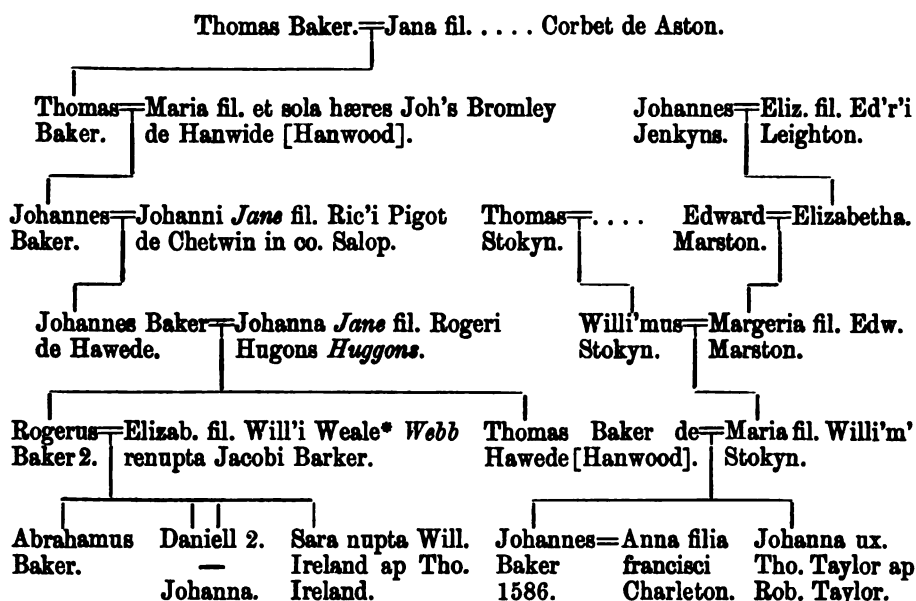 Thomas Baker.=Jana fil. . . . . . Corbet de Aston.
Thomas=Maria fil. et sola hæres Joh's Bromley
Baker. de Hanwide [Hanwood].
Johannes=Eliz. fil. Ed'r'i
Jenkyns. Leighton.
Johannes=Johanni Jane fil. Ric'i Pigot
Baker. de Chetwin in co. Salop.
Thomas=. . . .
Stokyn.
Edward=Elizabetha.
Marston.
Johannes Baker=Johanna Jane fil. Rogeri
de Hawede. Hugons Huggons.
Willi'mus=Margeria fil. Edw.
Stokyn. Marston.
Rogerus=Elizab. fil. Will'i Weale* Webb
Baker 2. renupta Jacobi Barker.
Thomas Baker de=Maria fil. Willi'm'
Hawede [Hanwood]. Stokyn.
Abrahamus
Baker.
Daniell 2.
—
Johanna.
Sara nupta Will.
Ireland ap Tho.
Ireland.
Johannes=Anna filia
Baker francisci
1586. Charleton.
Johanna ux.
Tho. Taylor ap
Rob. Taylor.